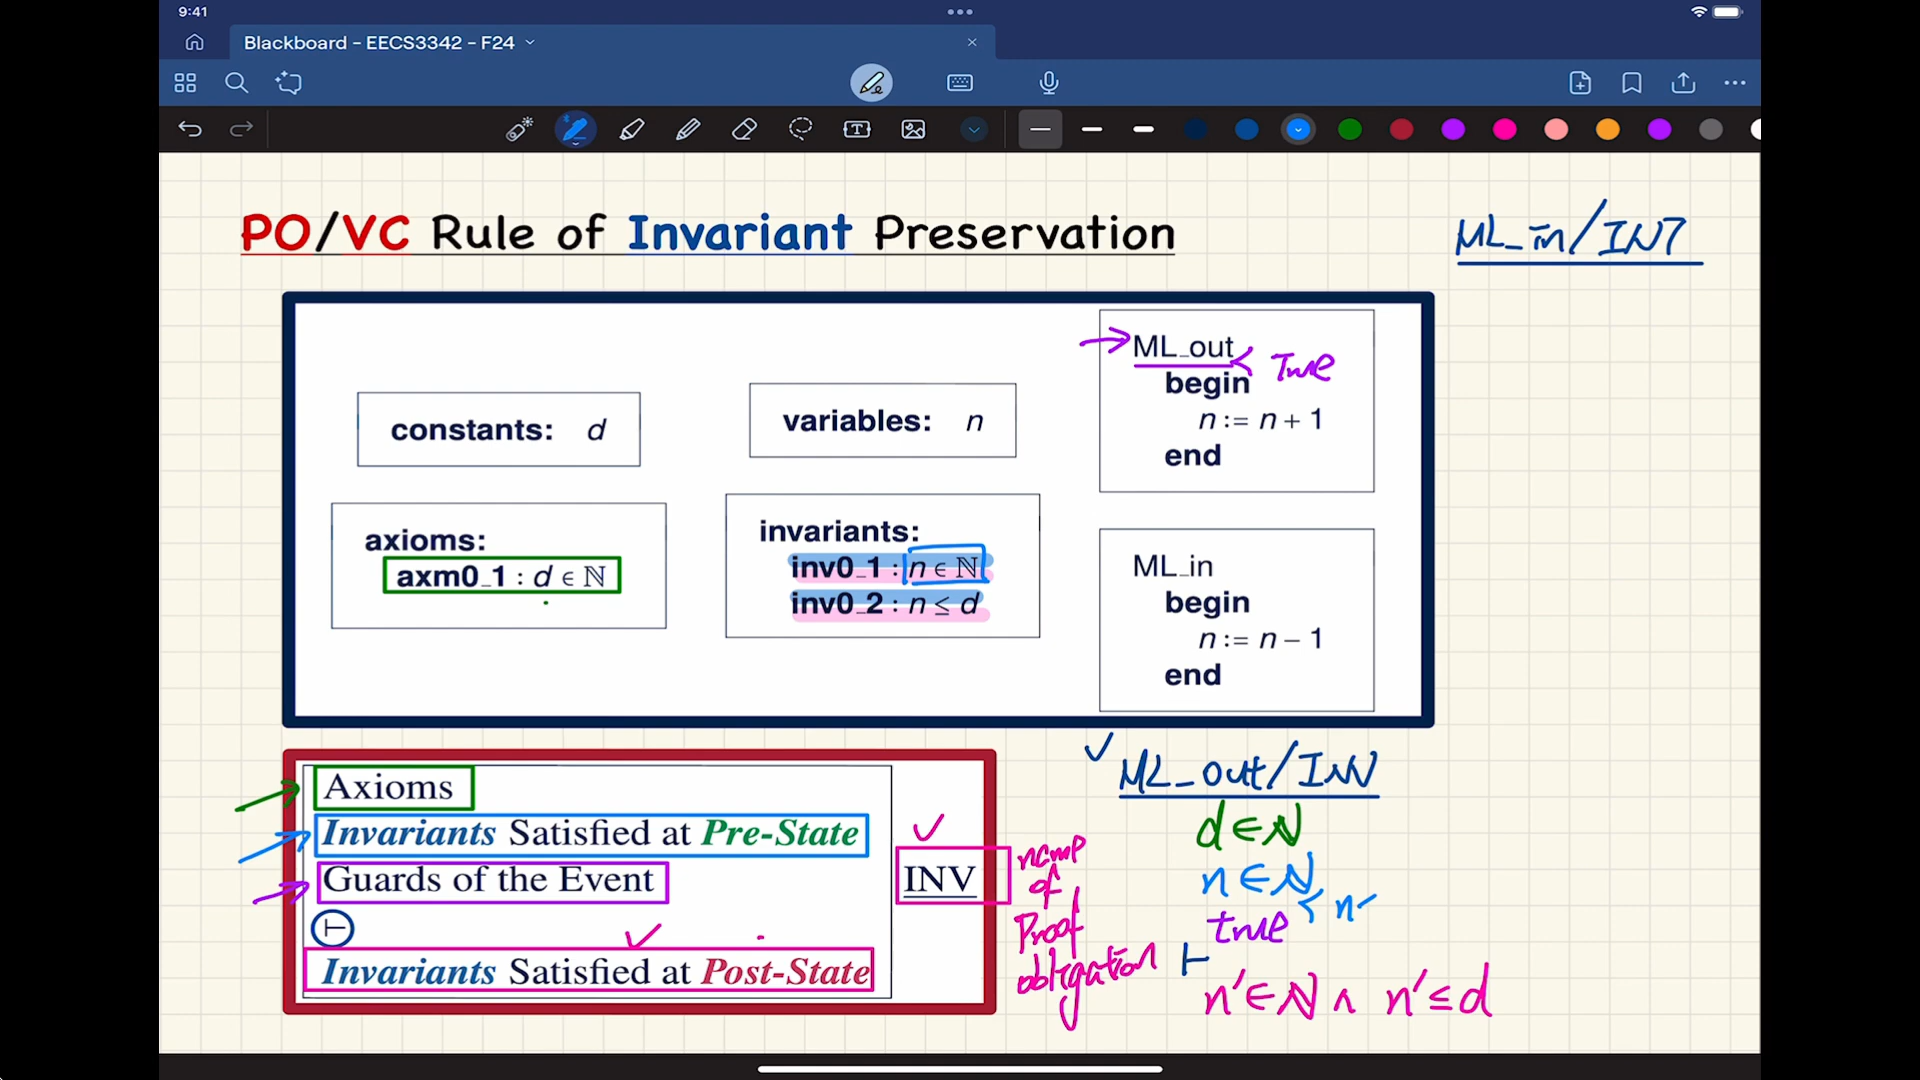 9:41
Blackboard - EECS3342 - F24
PO/VC Rule of Invariant Preservation
ML_in/INV
constants: d
variables: n
ML_out
True
begin
n := n + 1
end
axioms:
axm0_1 : d ∈ ℕ
invariants:
inv0_1 : n ∈ ℕ
inv0_2 : n ≤ d
ML_in
begin
n := n − 1
end
Axioms
Invariants Satisfied at Pre-State
Guards of the Event
⊢
Invariants Satisfied at Post-State
INV
name
of
Proof
obligation
ML_out/INV
d ∈ ℕ
n ∈ ℕ
n
true
⊢
n' ∈ ℕ ∧ n' ≤ d